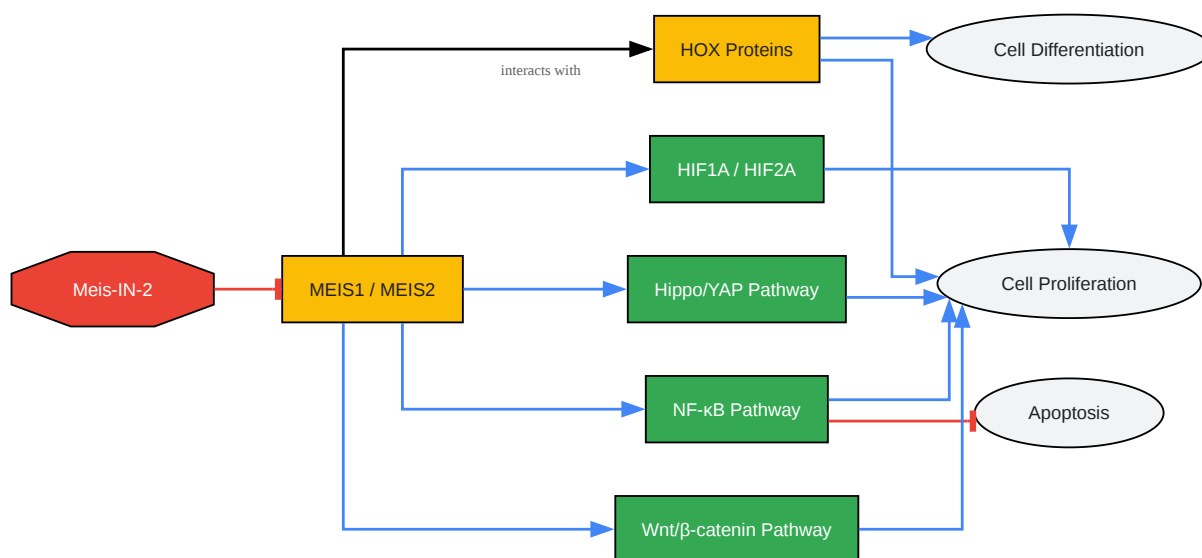 HOX Proteins
Cell Differentiation
interacts with
HIF1A / HIF2A
Meis-IN-2
MEIS1 / MEIS2
Hippo/YAP Pathway
Cell Proliferation
NF-κB Pathway
Apoptosis
Wnt/β-catenin Pathway